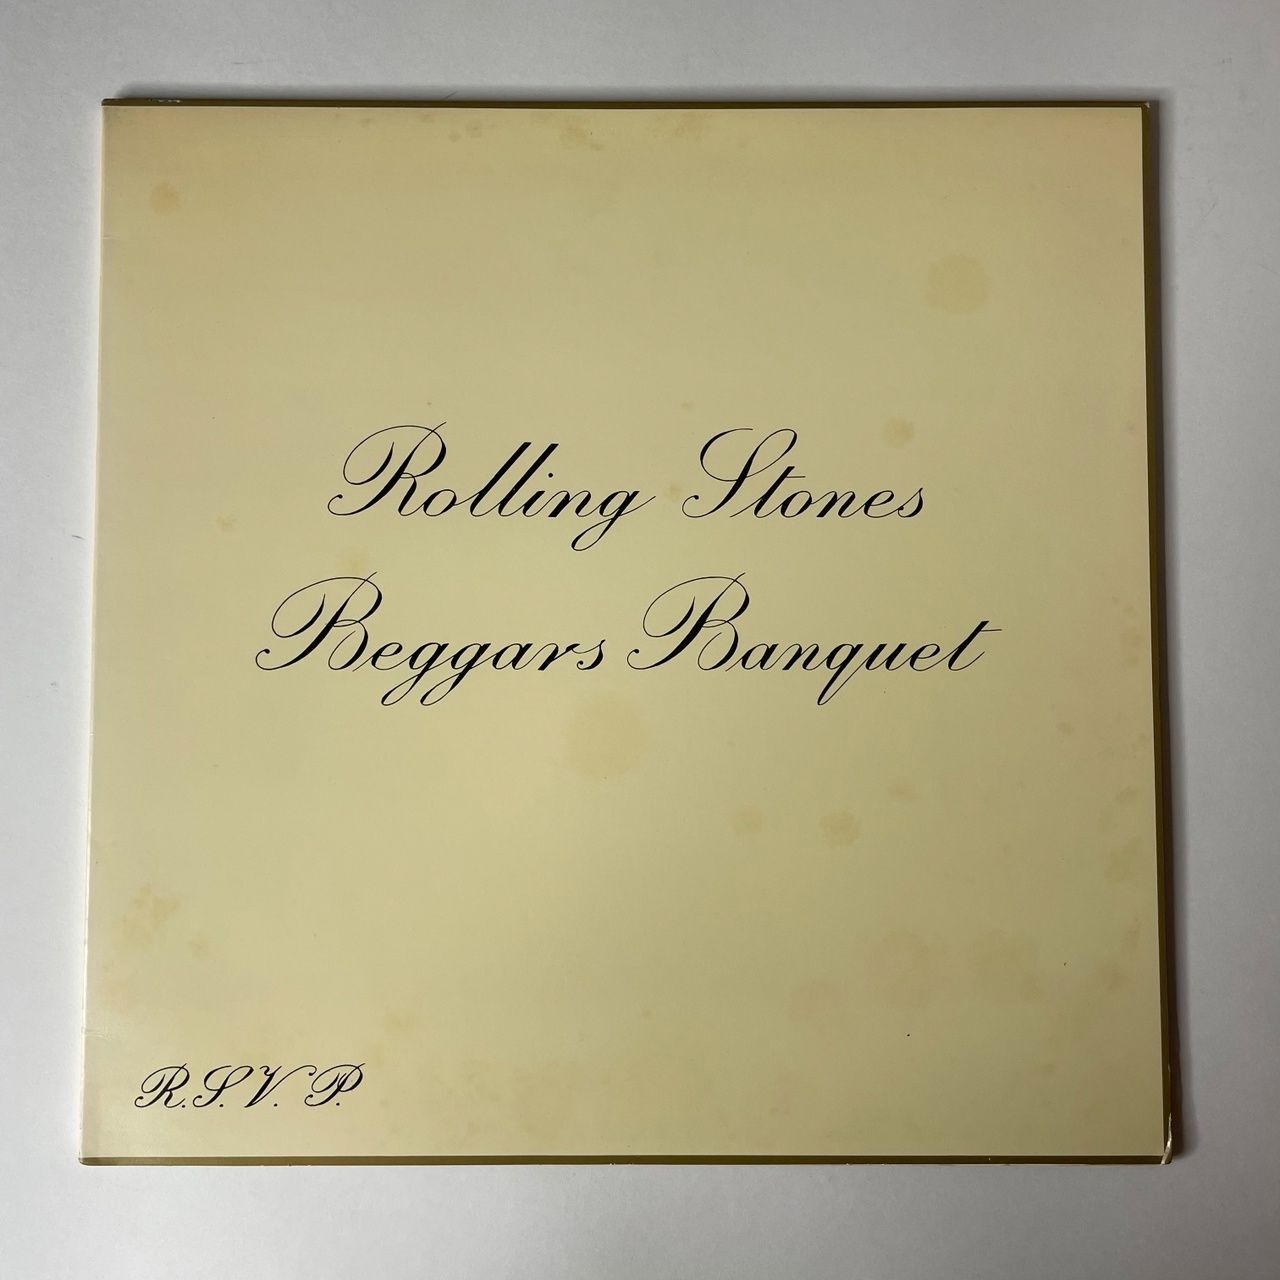 Rolling Stones
Beggars Banquet
R.S.V.P.